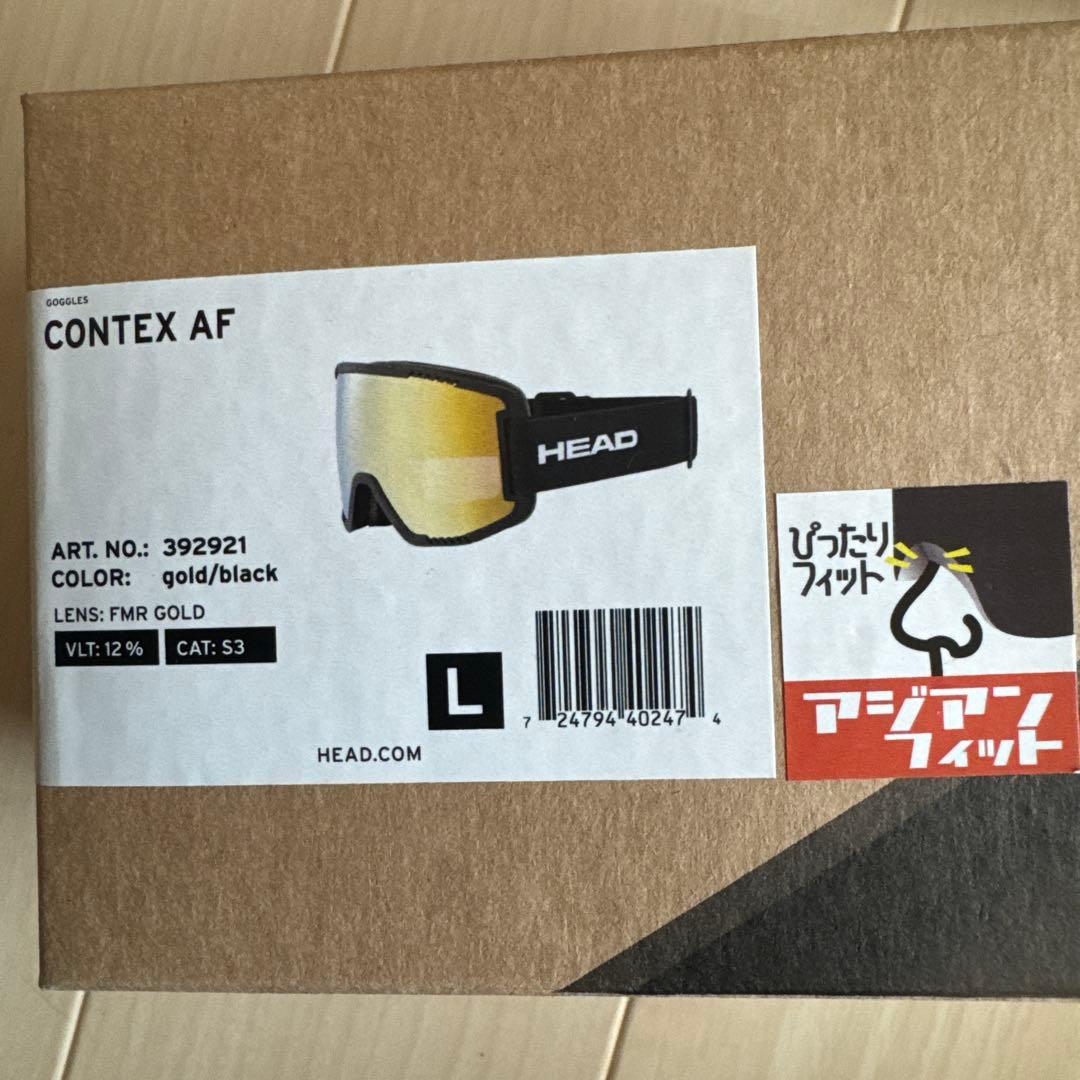 GOGGLES
CONTEX AF
HEAD
ART. NO.: 392921
COLOR: gold/black
LENS: FMR GOLD
VLT: 12 %
CAT: S3
L
7 24794 40247 4
HEAD.COM
ぴったり
フィット
アジアン
フィット